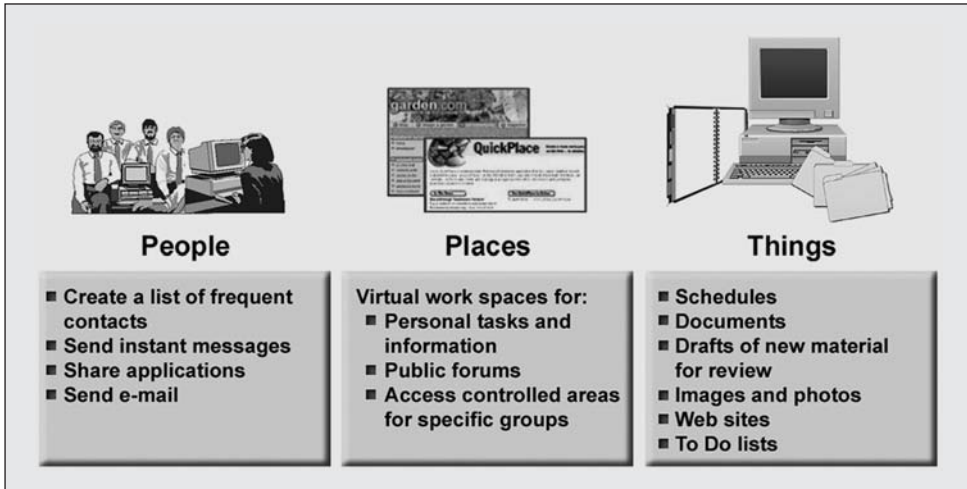 garden.com
QuickPlace
People
Places
Things
Create a list of frequent
contacts
Send instant messages
Share applications
Send e-mail
Virtual work spaces for:
Personal tasks and
information
Public forums
Access controlled areas
for specific groups
Schedules
Documents
Drafts of new material
for review
Images and photos
Web sites
To Do lists